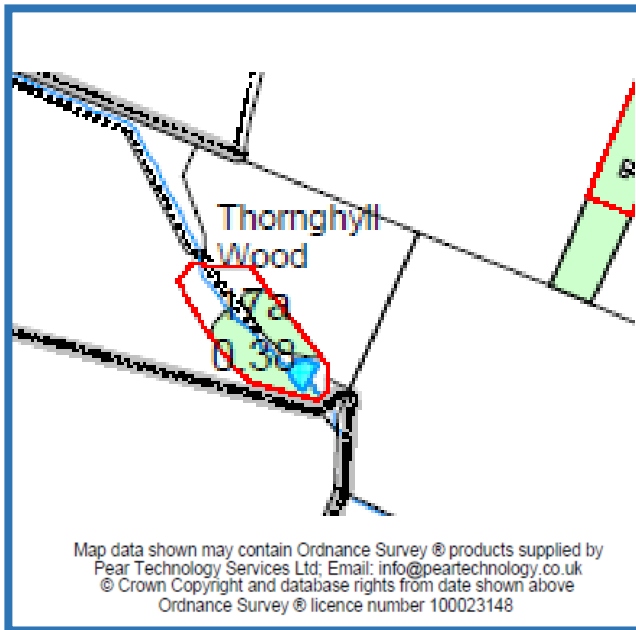 Thornghyll
Wood
17a
0.38
Map data shown may contain Ordnance Survey ® products supplied by
Pear Technology Services Ltd; Email: info@peartechnology.co.uk
© Crown Copyright and database rights from date shown above
Ordnance Survey ® licence number 100023148